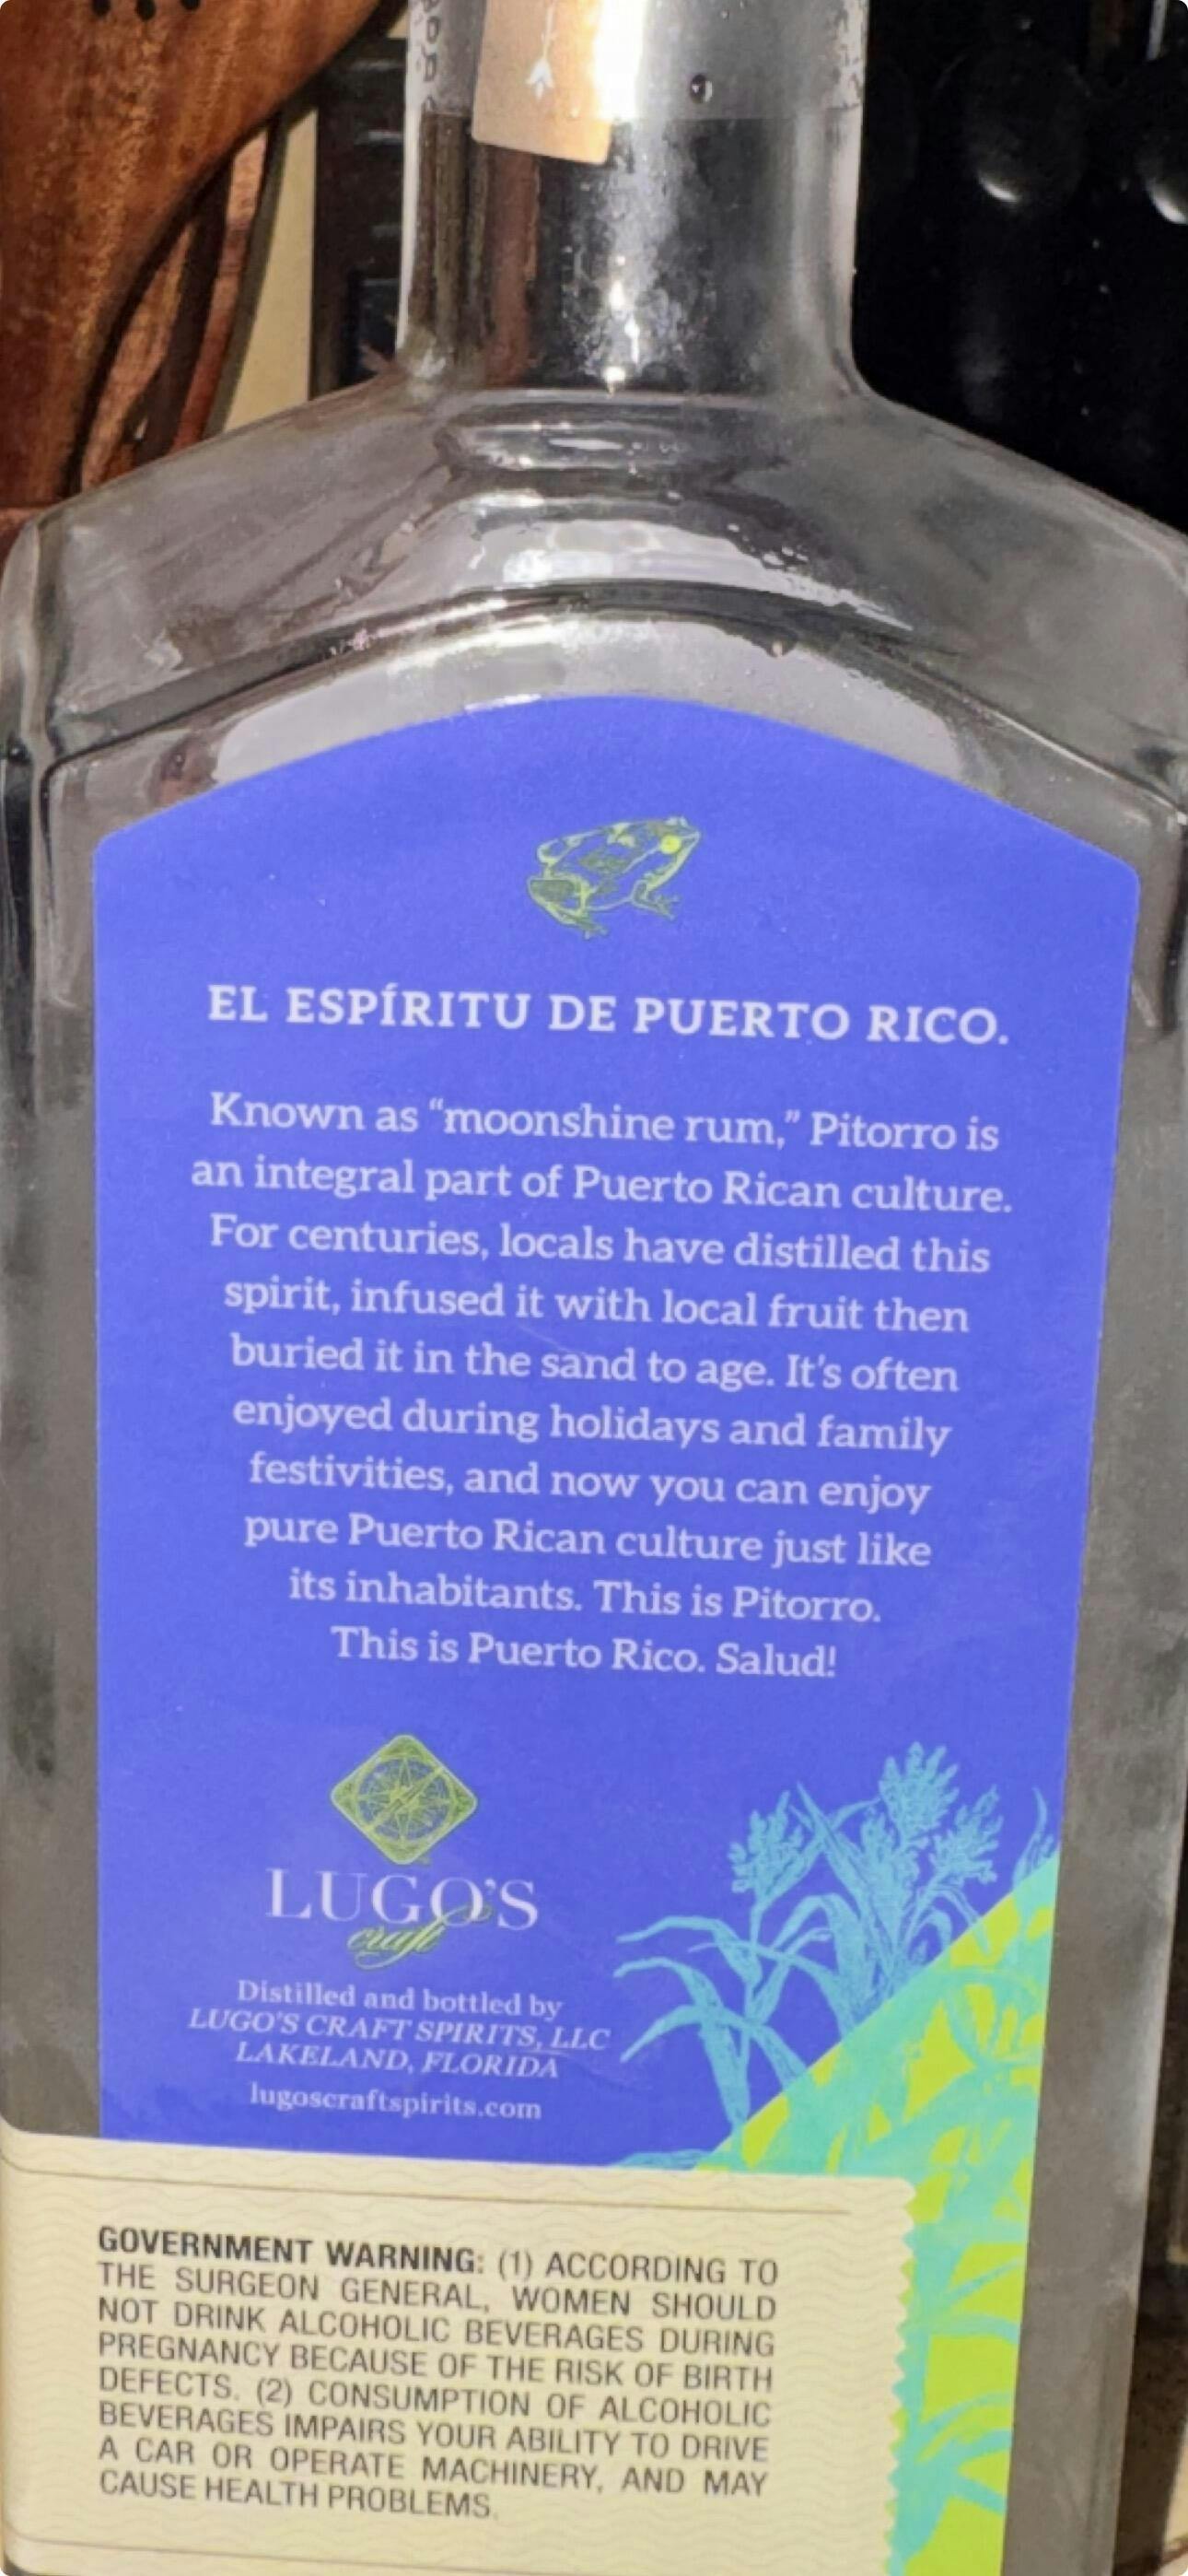 EL ESPÍRITU DE PUERTO RICO.
Known as “moonshine rum,” Pitorro is
an integral part of Puerto Rican culture.
For centuries, locals have distilled this
spirit, infused it with local fruit then
buried it in the sand to age. It’s often
enjoyed during holidays and family
festivities, and now you can enjoy
pure Puerto Rican culture just like
its inhabitants. This is Pitorro.
This is Puerto Rico. Salud!
LUGO’S
craft
Distilled and bottled by
LUGO’S CRAFT SPIRITS, LLC
LAKELAND, FLORIDA
lugoscraftspirits.com
GOVERNMENT WARNING: (1) ACCORDING TO
THE SURGEON GENERAL, WOMEN SHOULD
NOT DRINK ALCOHOLIC BEVERAGES DURING
PREGNANCY BECAUSE OF THE RISK OF BIRTH
DEFECTS. (2) CONSUMPTION OF ALCOHOLIC
BEVERAGES IMPAIRS YOUR ABILITY TO DRIVE
A CAR OR OPERATE MACHINERY, AND MAY
CAUSE HEALTH PROBLEMS.